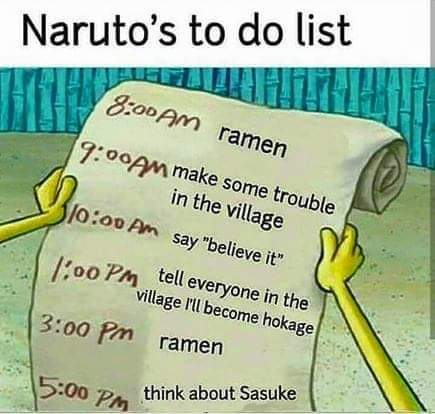 Naruto's to do list
8:00 AM ramen
9:00 AM make some trouble
in the village
10:00 Am say "believe it"
1:00 PM tell everyone in the
village I'll become hokage
3:00 Pm ramen
5:00 PM think about Sasuke